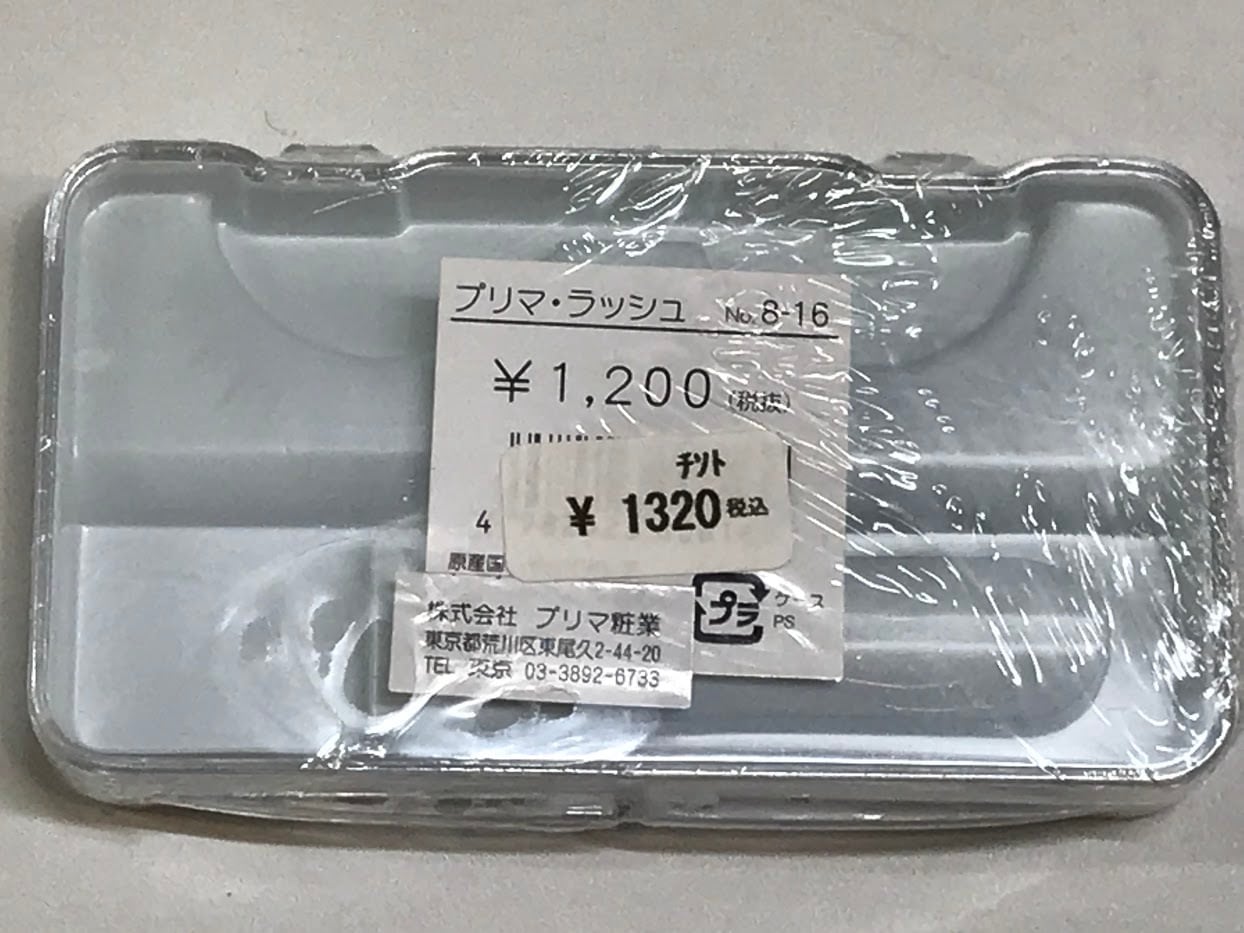 プリマ・ラッシュ No. 8-16
¥1,200 (税抜)
チソト
¥ 1320 税込
4
原産国
プラ
ケース
PS
株式会社 プリマ粧業
東京都荒川区東尾久2-44-20
TEL 東京 03-3892-6733